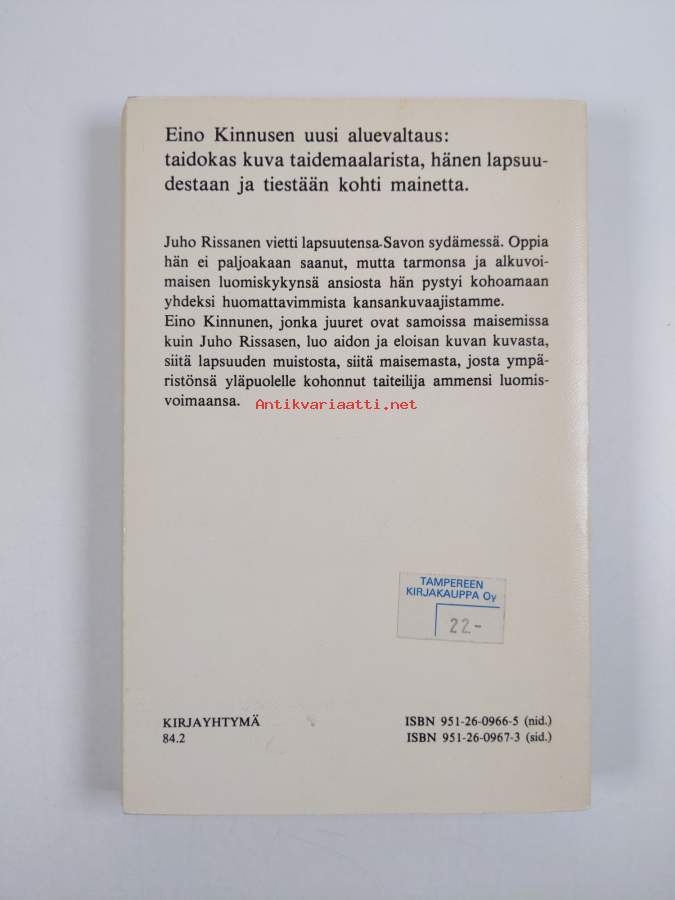 Eino Kinnusen uusi aluevaltaus:
taidokas kuva taidemaalarista, hänen lapsuu-
destaan ja tiestään kohti mainetta.
Juho Rissanen vietti lapsuutensa Savon sydämessä. Oppia
hän ei paljoakaan saanut, mutta tarmonsa ja alkuvoi-
maisen luomiskykynsä ansiosta hän pystyi kohoamaan
yhdeksi huomattavimmista kansankuvaajistamme.
Eino Kinnunen, jonka juuret ovat samoissa maisemissa
kuin Juho Rissasen, luo aidon ja eloisan kuvan kuvasta,
siitä lapsuuden muistosta, siitä maisemasta, josta ympä-
ristönsä yläpuolelle kohonnut taiteilija ammensi luomis-
voimaansa.
Antikvariaatti.net
TAMPEREEN
KIRJAKAUPPA Oy
22-
KIRJAYHTYMÄ
84.2
ISBN 951-26-0966-5 (nid.)
ISBN 951-26-0967-3 (sid.)